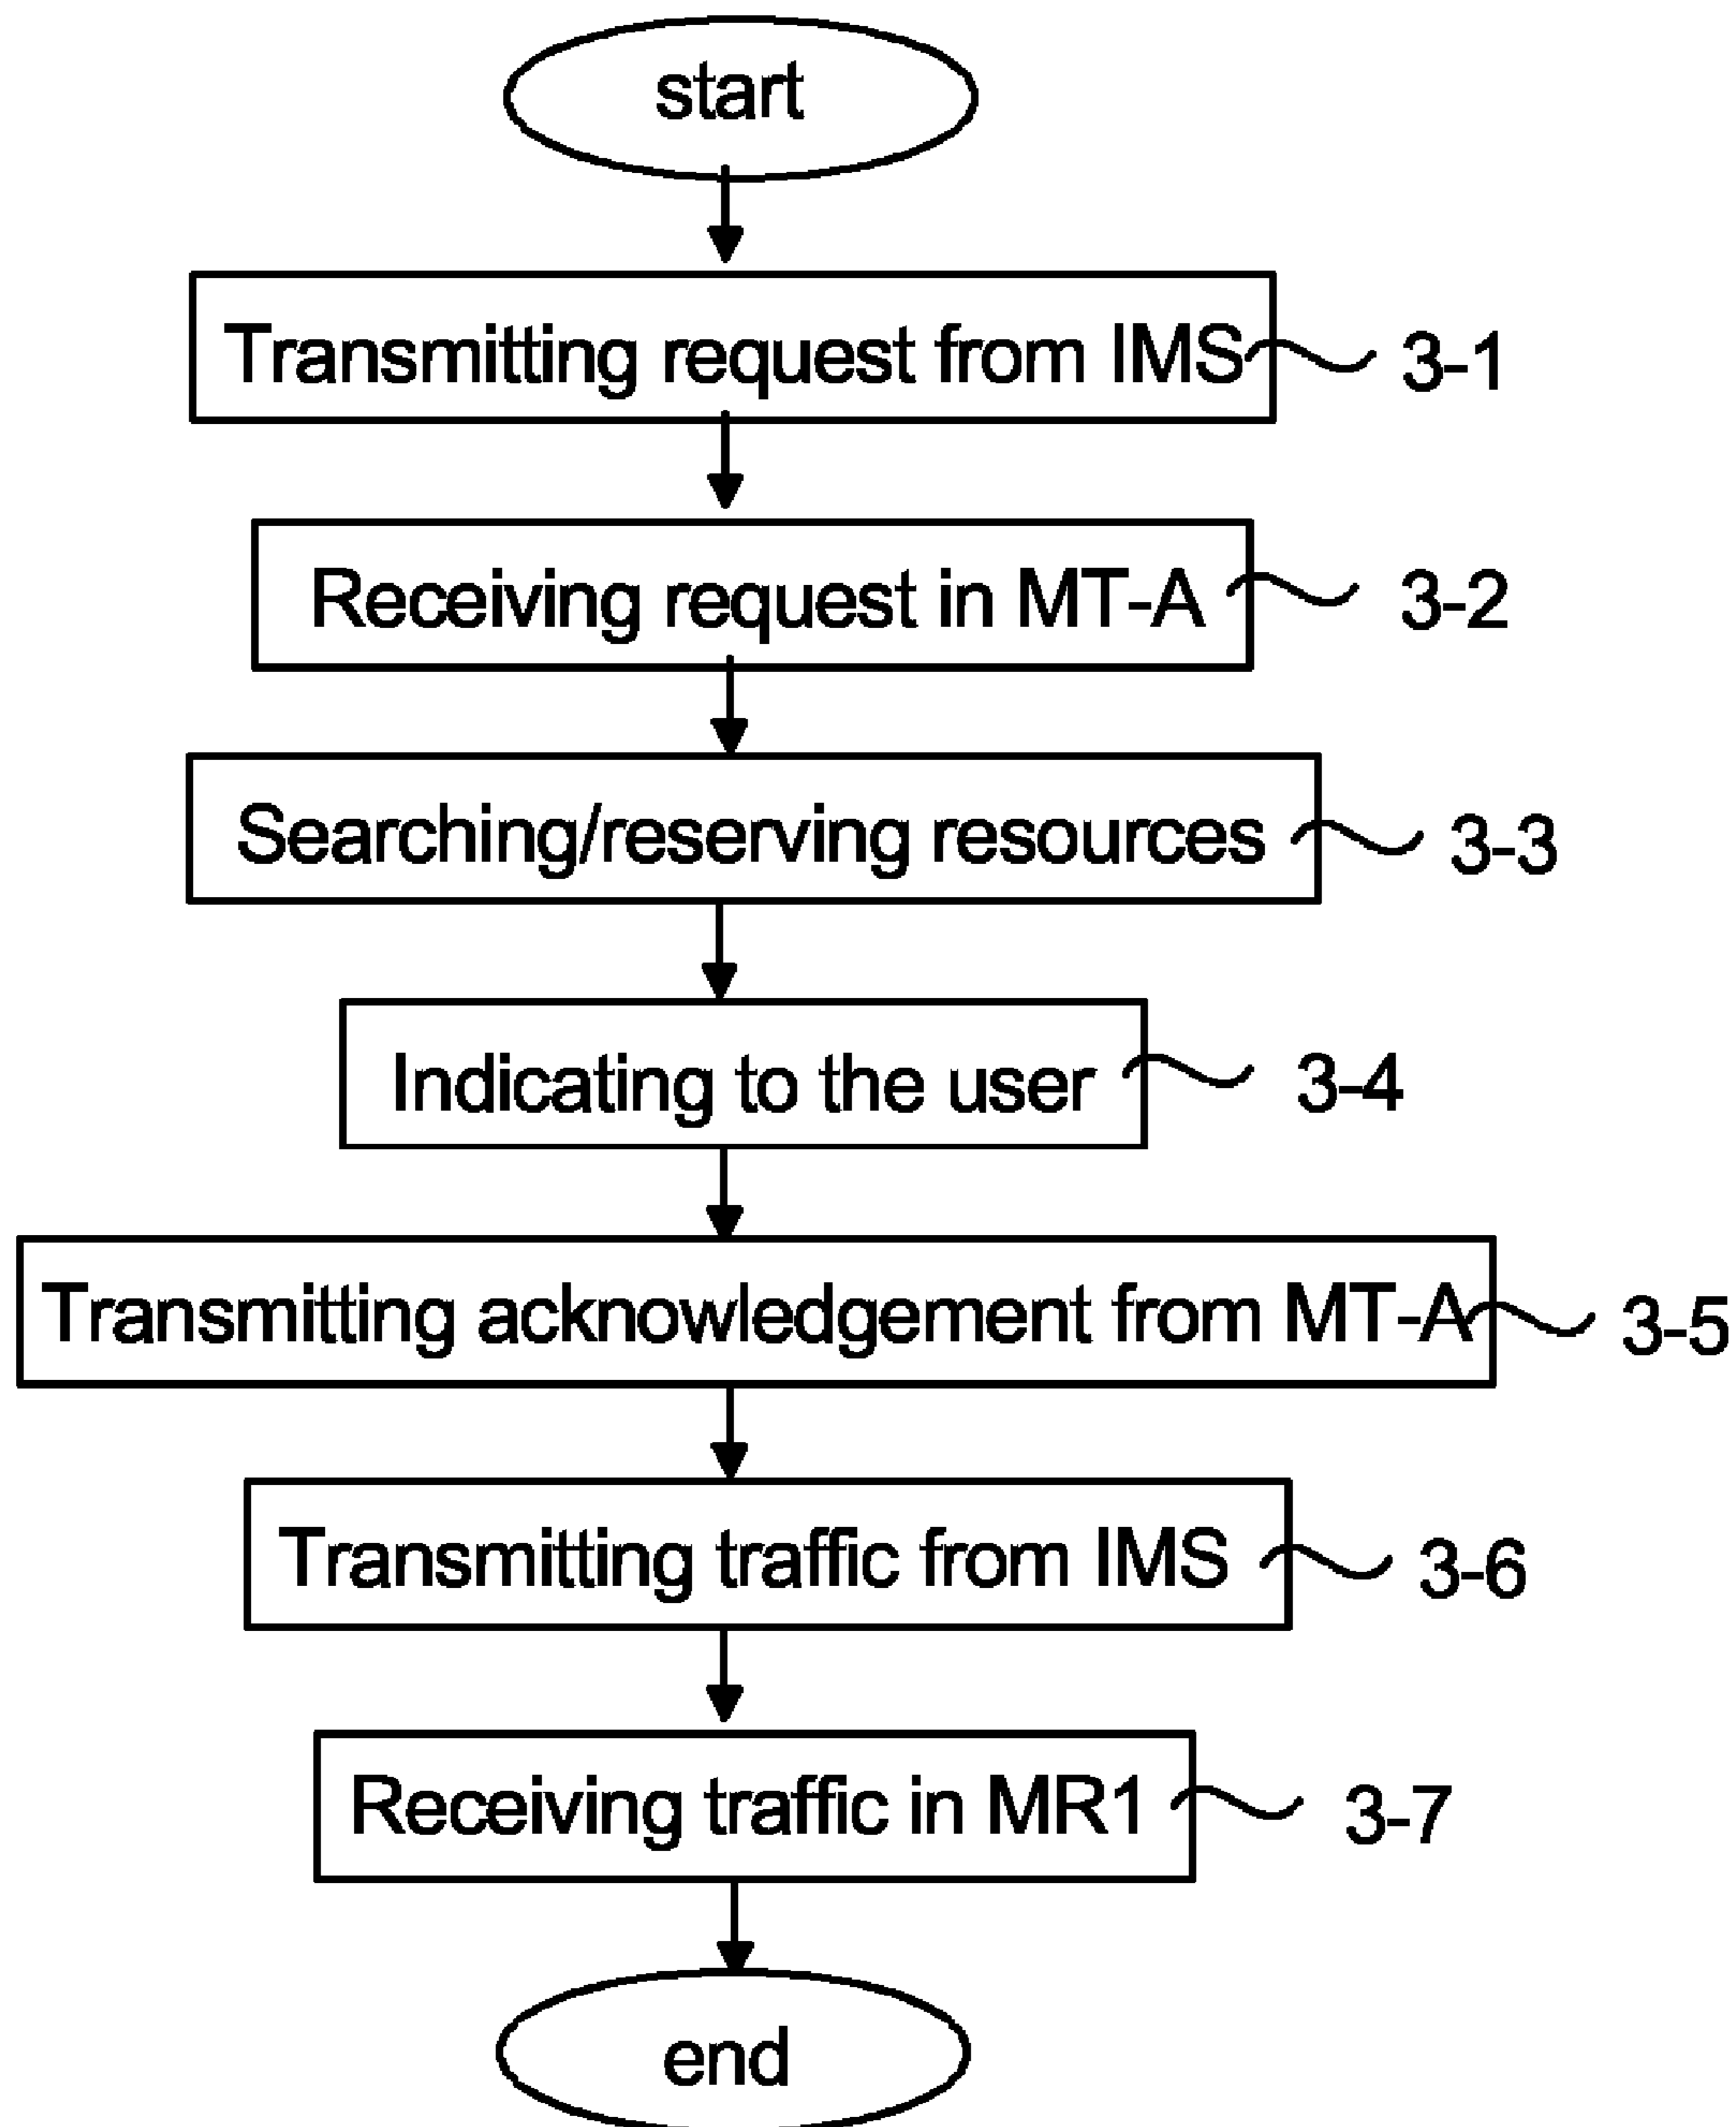 start
Transmitting request from IMS 3-1
Receiving request in MT-A 3-2
Searching/reserving resources 3-3
Indicating to the user 3-4
Transmitting acknowledgement from MT-A 3-5
Transmitting traffic from IMS 3-6
Receiving traffic in MR1 3-7
end